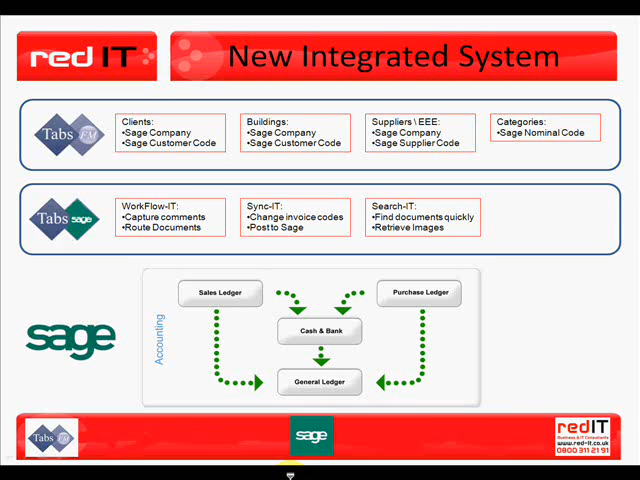 red IT
New Integrated System
Tabs FM
Clients:
•Sage Company
•Sage Customer Code
Buildings:
•Sage Company
•Sage Customer Code
Suppliers \ EEE:
•Sage Company
•Sage Supplier Code
Categories:
•Sage Nominal Code
Tabs sage
WorkFlow-IT:
•Capture comments
•Route Documents
Sync-IT:
•Change invoice codes
•Post to Sage
Search-IT:
•Find documents quickly
•Retrieve Images
sage
Accounting
Sales Ledger
Purchase Ledger
Cash & Bank
General Ledger
Tabs FM
sage
redIT
Business & IT Consultants
www.red-it.co.uk
0800 311 21 91